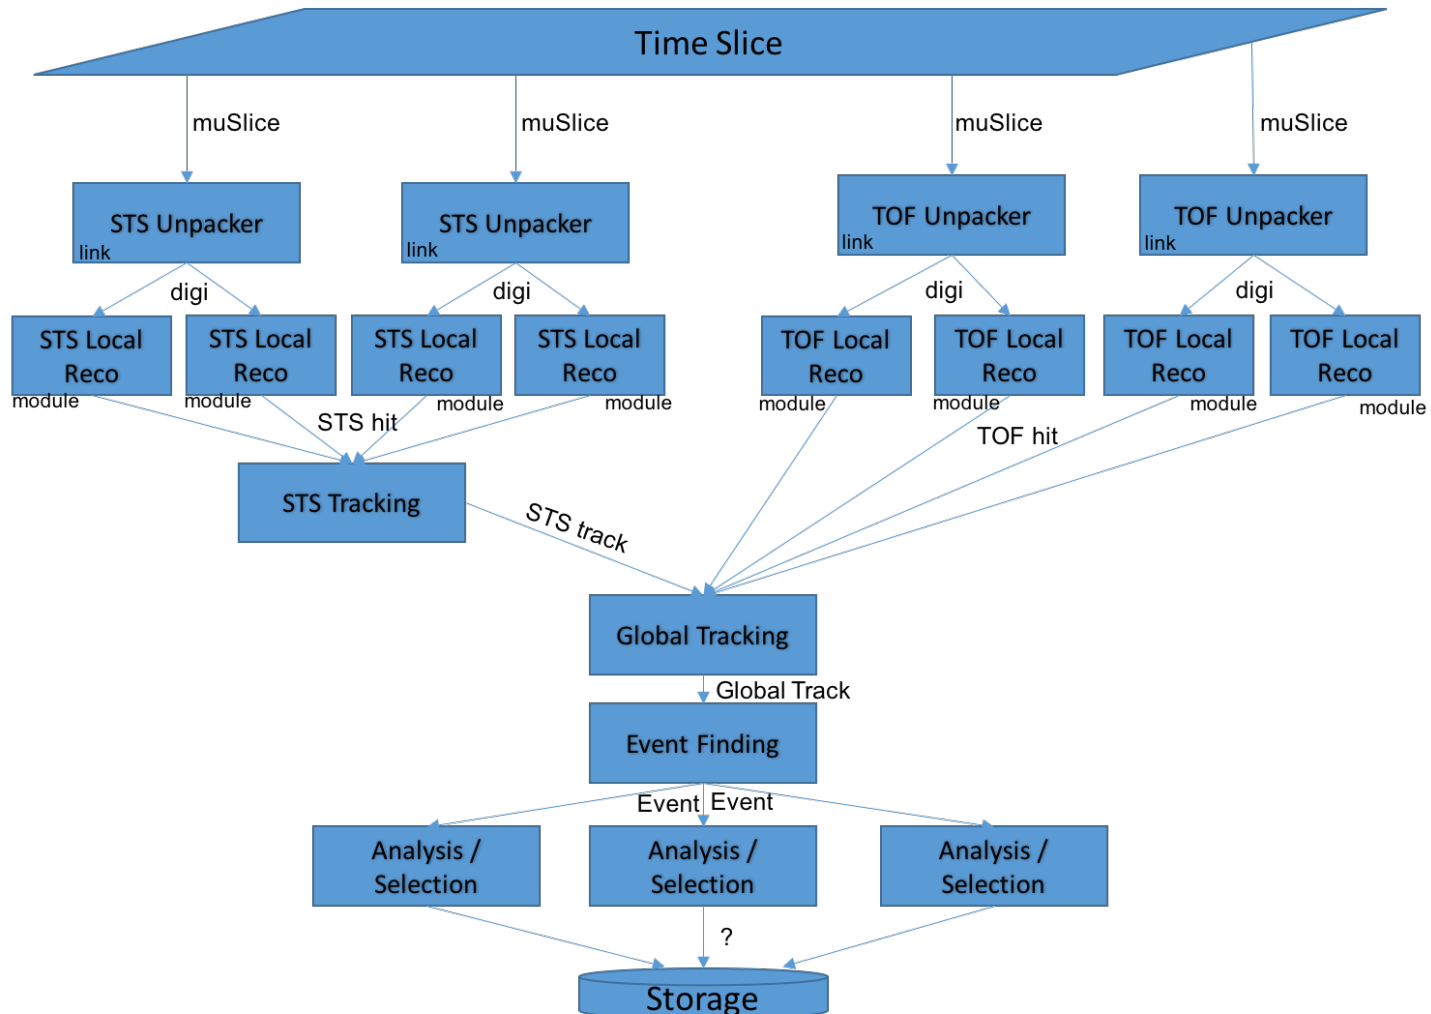 Time Slice
muSlice
muSlice
muSlice
muSlice
STS Unpacker
link
STS Unpacker
link
TOF Unpacker
link
TOF Unpacker
link
digi
digi
digi
digi
STS Local
Reco
module
STS Local
Reco
module
STS Local
Reco
module
STS Local
Reco
module
TOF Local
Reco
module
TOF Local
Reco
module
TOF Local
Reco
module
TOF Local
Reco
module
STS hit
TOF hit
STS Tracking
STS track
Global Tracking
Global Track
Event Finding
Event
Event
Analysis /
Selection
Analysis /
Selection
Analysis /
Selection
?
Storage